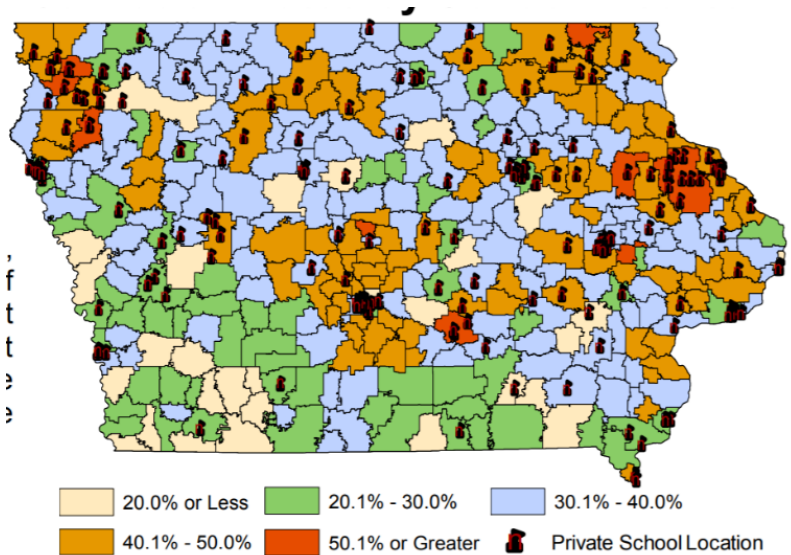 ,
f
t
t
e
e
20.0% or Less 20.1% - 30.0% 30.1% - 40.0%
40.1% - 50.0% 50.1% or Greater Private School Location